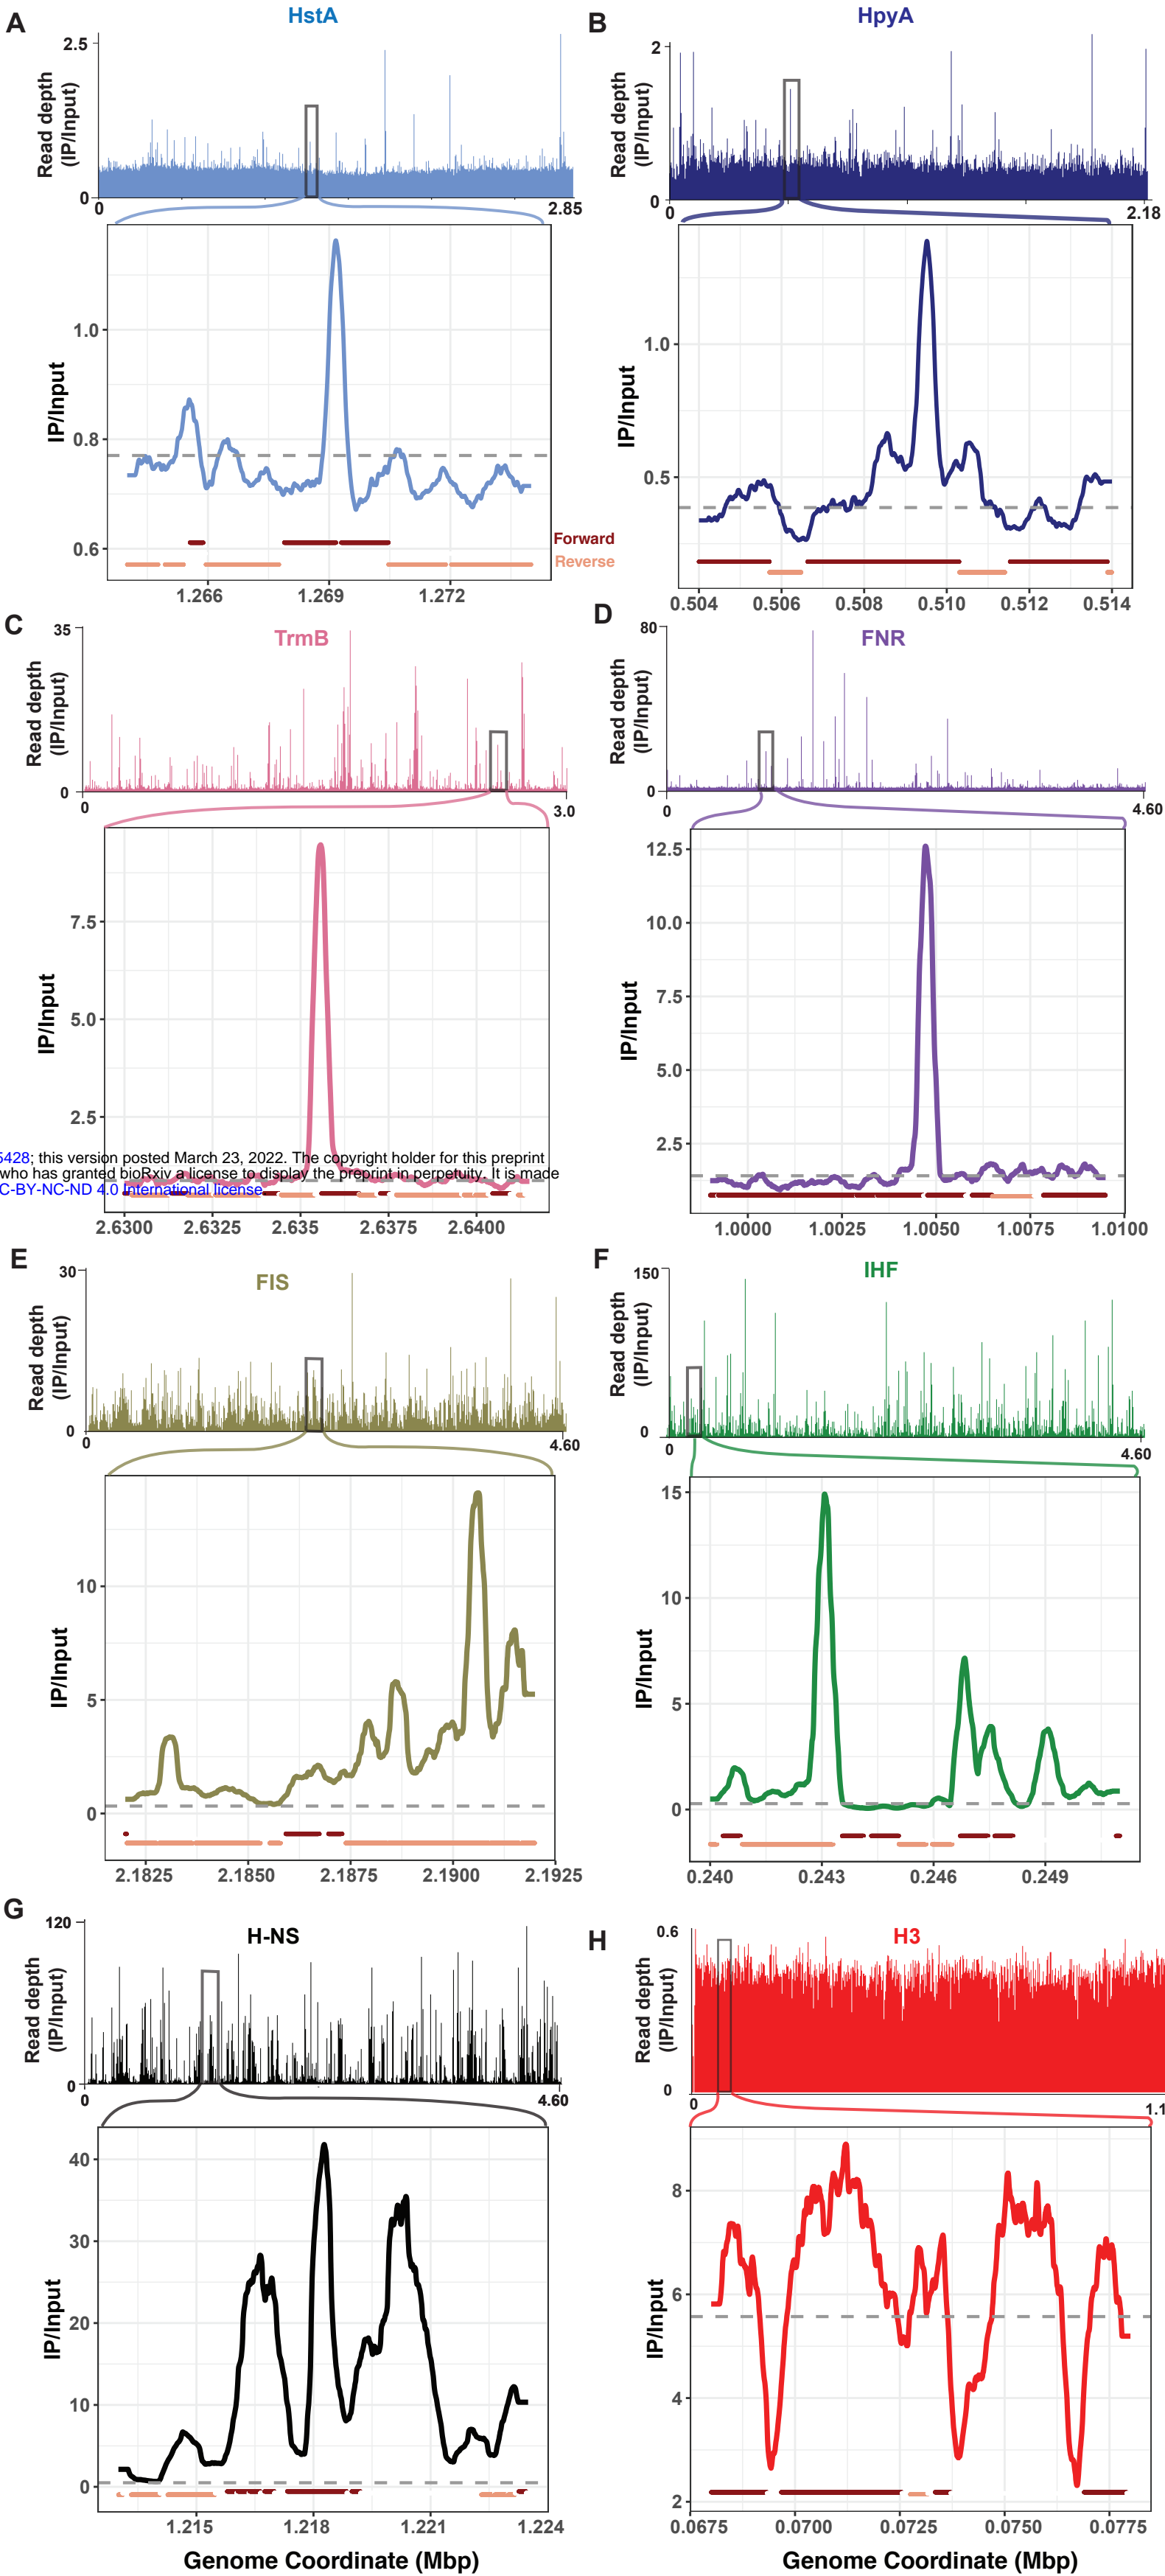 A
HstA
2.5
Read depth
(IP/Input)
0
0
2.85
IP/Input
1.0
0.8
0.6
Forward
Reverse
1.266
1.269
1.272
B
HpyA
2
Read depth
(IP/Input)
0
0
2.18
IP/Input
1.0
0.5
0.504
0.506
0.508
0.510
0.512
0.514
C
TrmB
35
Read depth
(IP/Input)
0
0
3.0
IP/Input
7.5
5.0
2.5
5428; this version posted March 23, 2022. The copyright holder for this preprint
who has granted bioRxiv a license to display the preprint in perpetuity. It is made
C-BY-NC-ND 4.0 International license
2.6300
2.6325
2.635
2.6375
2.6400
D
FNR
80
Read depth
(IP/Input)
0
0
4.60
IP/Input
12.5
10.0
7.5
5.0
2.5
1.0000
1.0025
1.0050
1.0075
1.0100
E
FIS
30
Read depth
(IP/Input)
0
0
4.60
IP/Input
10
5
0
2.1825
2.1850
2.1875
2.1900
2.1925
F
IHF
150
Read depth
(IP/Input)
0
0
4.60
IP/Input
15
10
5
0
0.240
0.243
0.246
0.249
G
H-NS
120
Read depth
(IP/Input)
0
0
4.60
IP/Input
40
30
20
10
0
1.215
1.218
1.221
1.224
Genome Coordinate (Mbp)
H
H3
0.6
Read depth
(IP/Input)
0
0
1.1
IP/Input
8
6
4
2
0.0675
0.0700
0.0725
0.0750
0.0775
Genome Coordinate (Mbp)